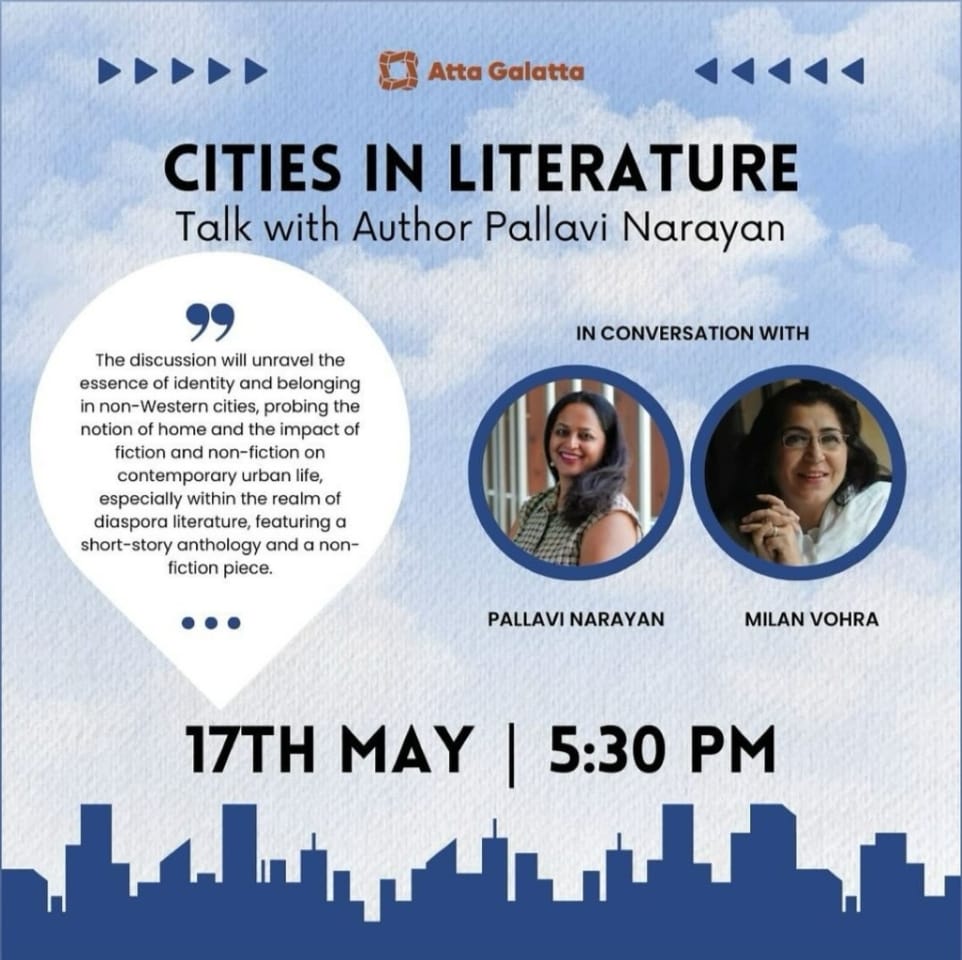 Atta Galatta
CITIES IN LITERATURE
Talk with Author Pallavi Narayan
”
The discussion will unravel the
essence of identity and belonging
in non-Western cities, probing the
notion of home and the impact of
fiction and non-fiction on
contemporary urban life,
especially within the realm of
diaspora literature, featuring a
short-story anthology and a non-
fiction piece.
IN CONVERSATION WITH
PALLAVI NARAYAN
MILAN VOHRA
17TH MAY | 5:30 PM